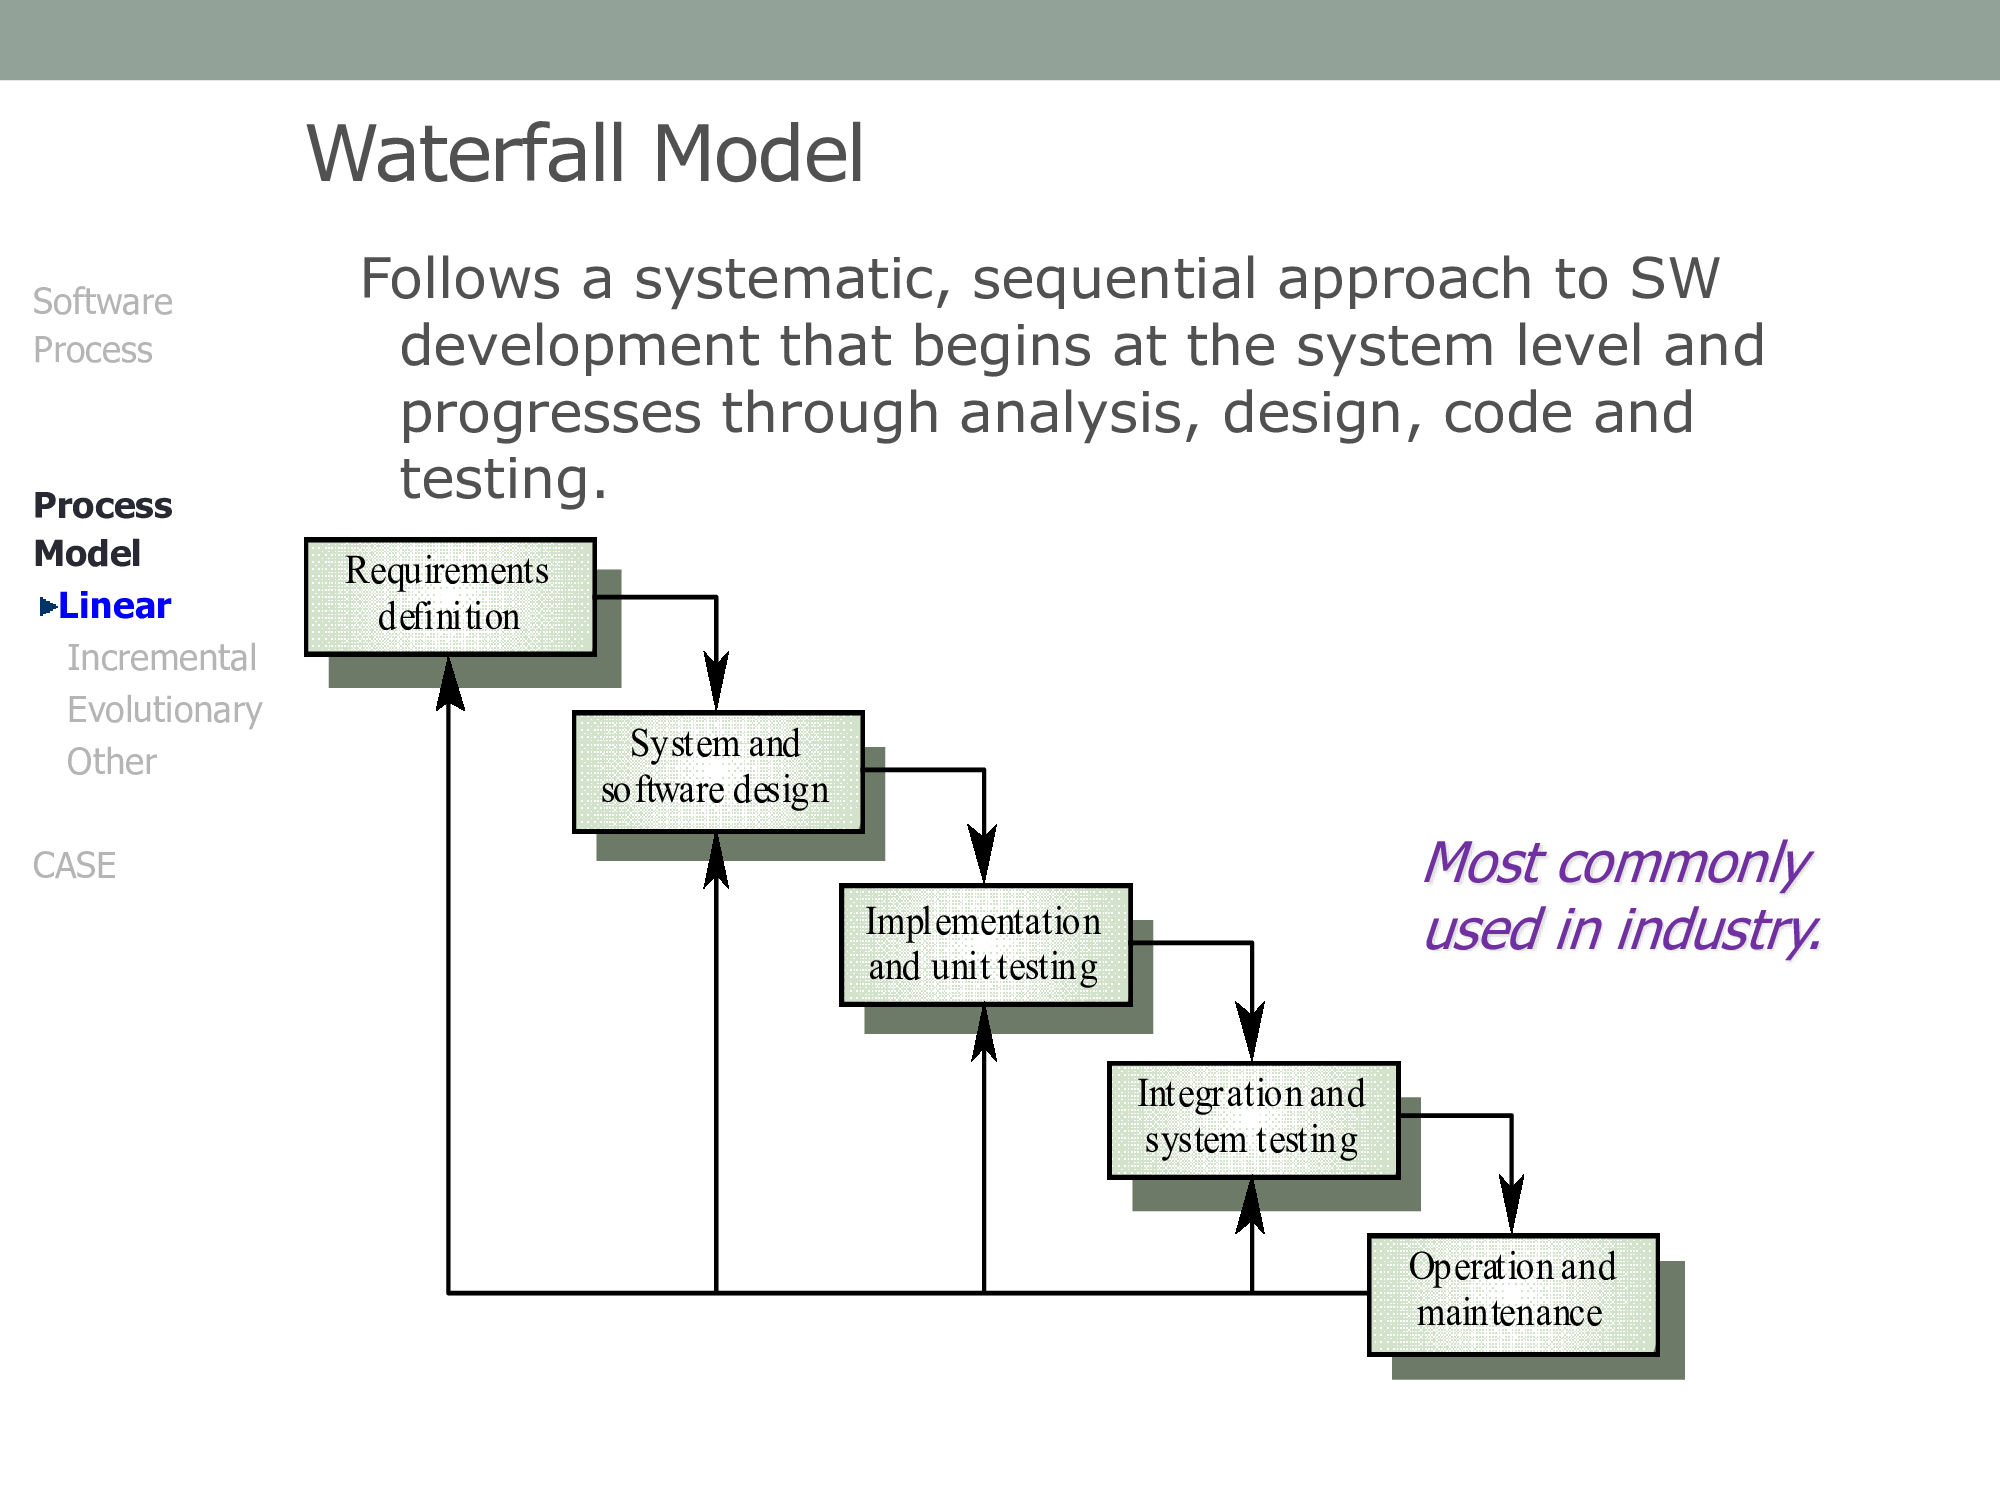 Waterfall Model
Follows a systematic, sequential approach to SW
development that begins at the system level and
progresses through analysis, design, code and
testing.
Software
Process
Process
Model
►Linear
Incremental
Evolutionary
Other
CASE
Requirements
definition
System and
software design
Implementation
and unit testing
Integration and
system testing
Operation and
maintenance
Most commonly
used in industry.